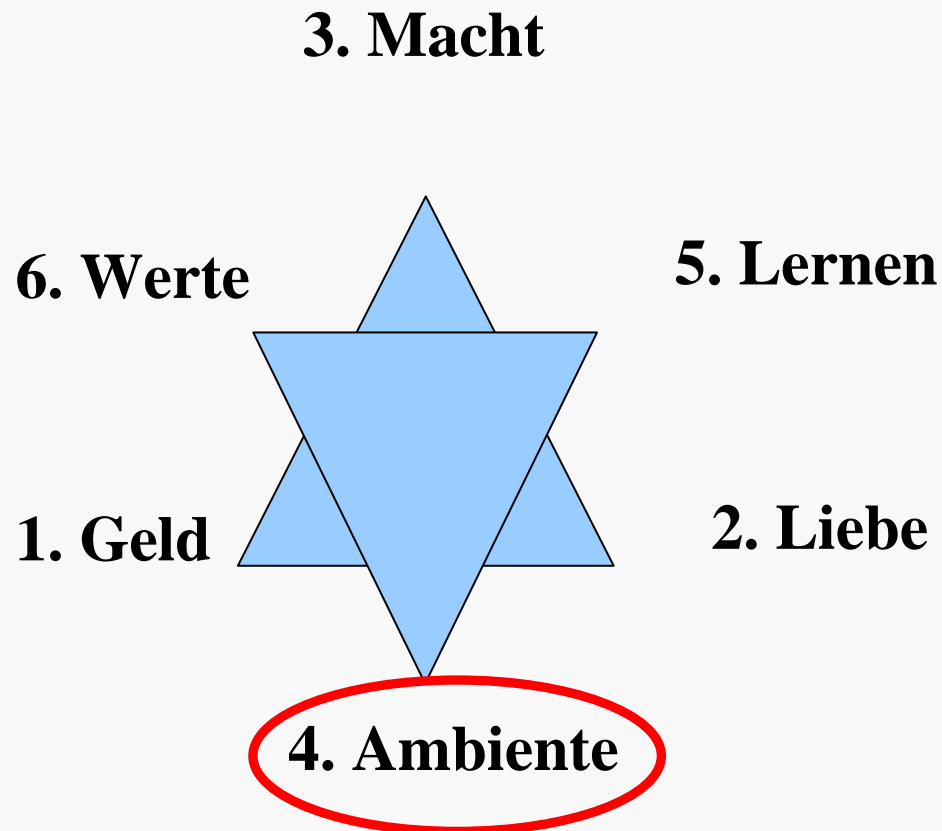 3. Macht
6. Werte
5. Lernen
1. Geld
2. Liebe
4. Ambiente